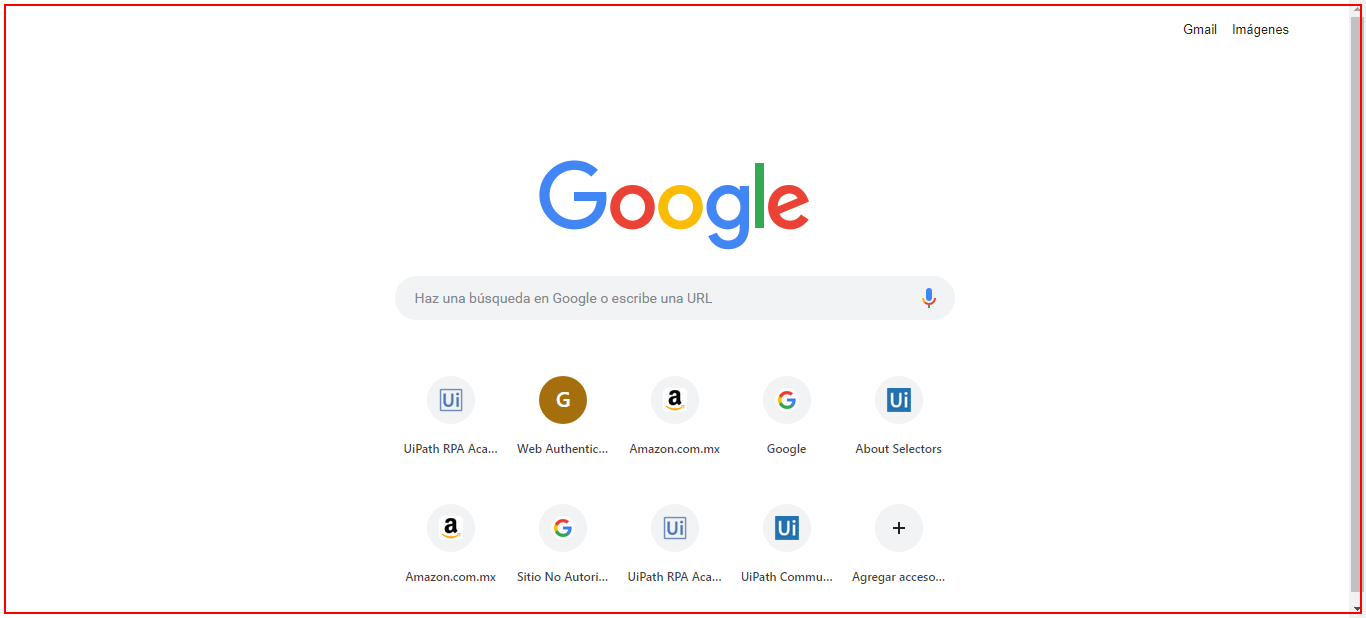 Gmail Imágenes
Google
Haz una búsqueda en Google o escribe una URL
Ui G a G Ui
UiPath RPA Aca... Web Authentic... Amazon.com.mx Google About Selectors
a G Ui Ui +
Amazon.com.mx Sitio No Autori... UiPath RPA Aca... UiPath Commu... Agregar acceso...